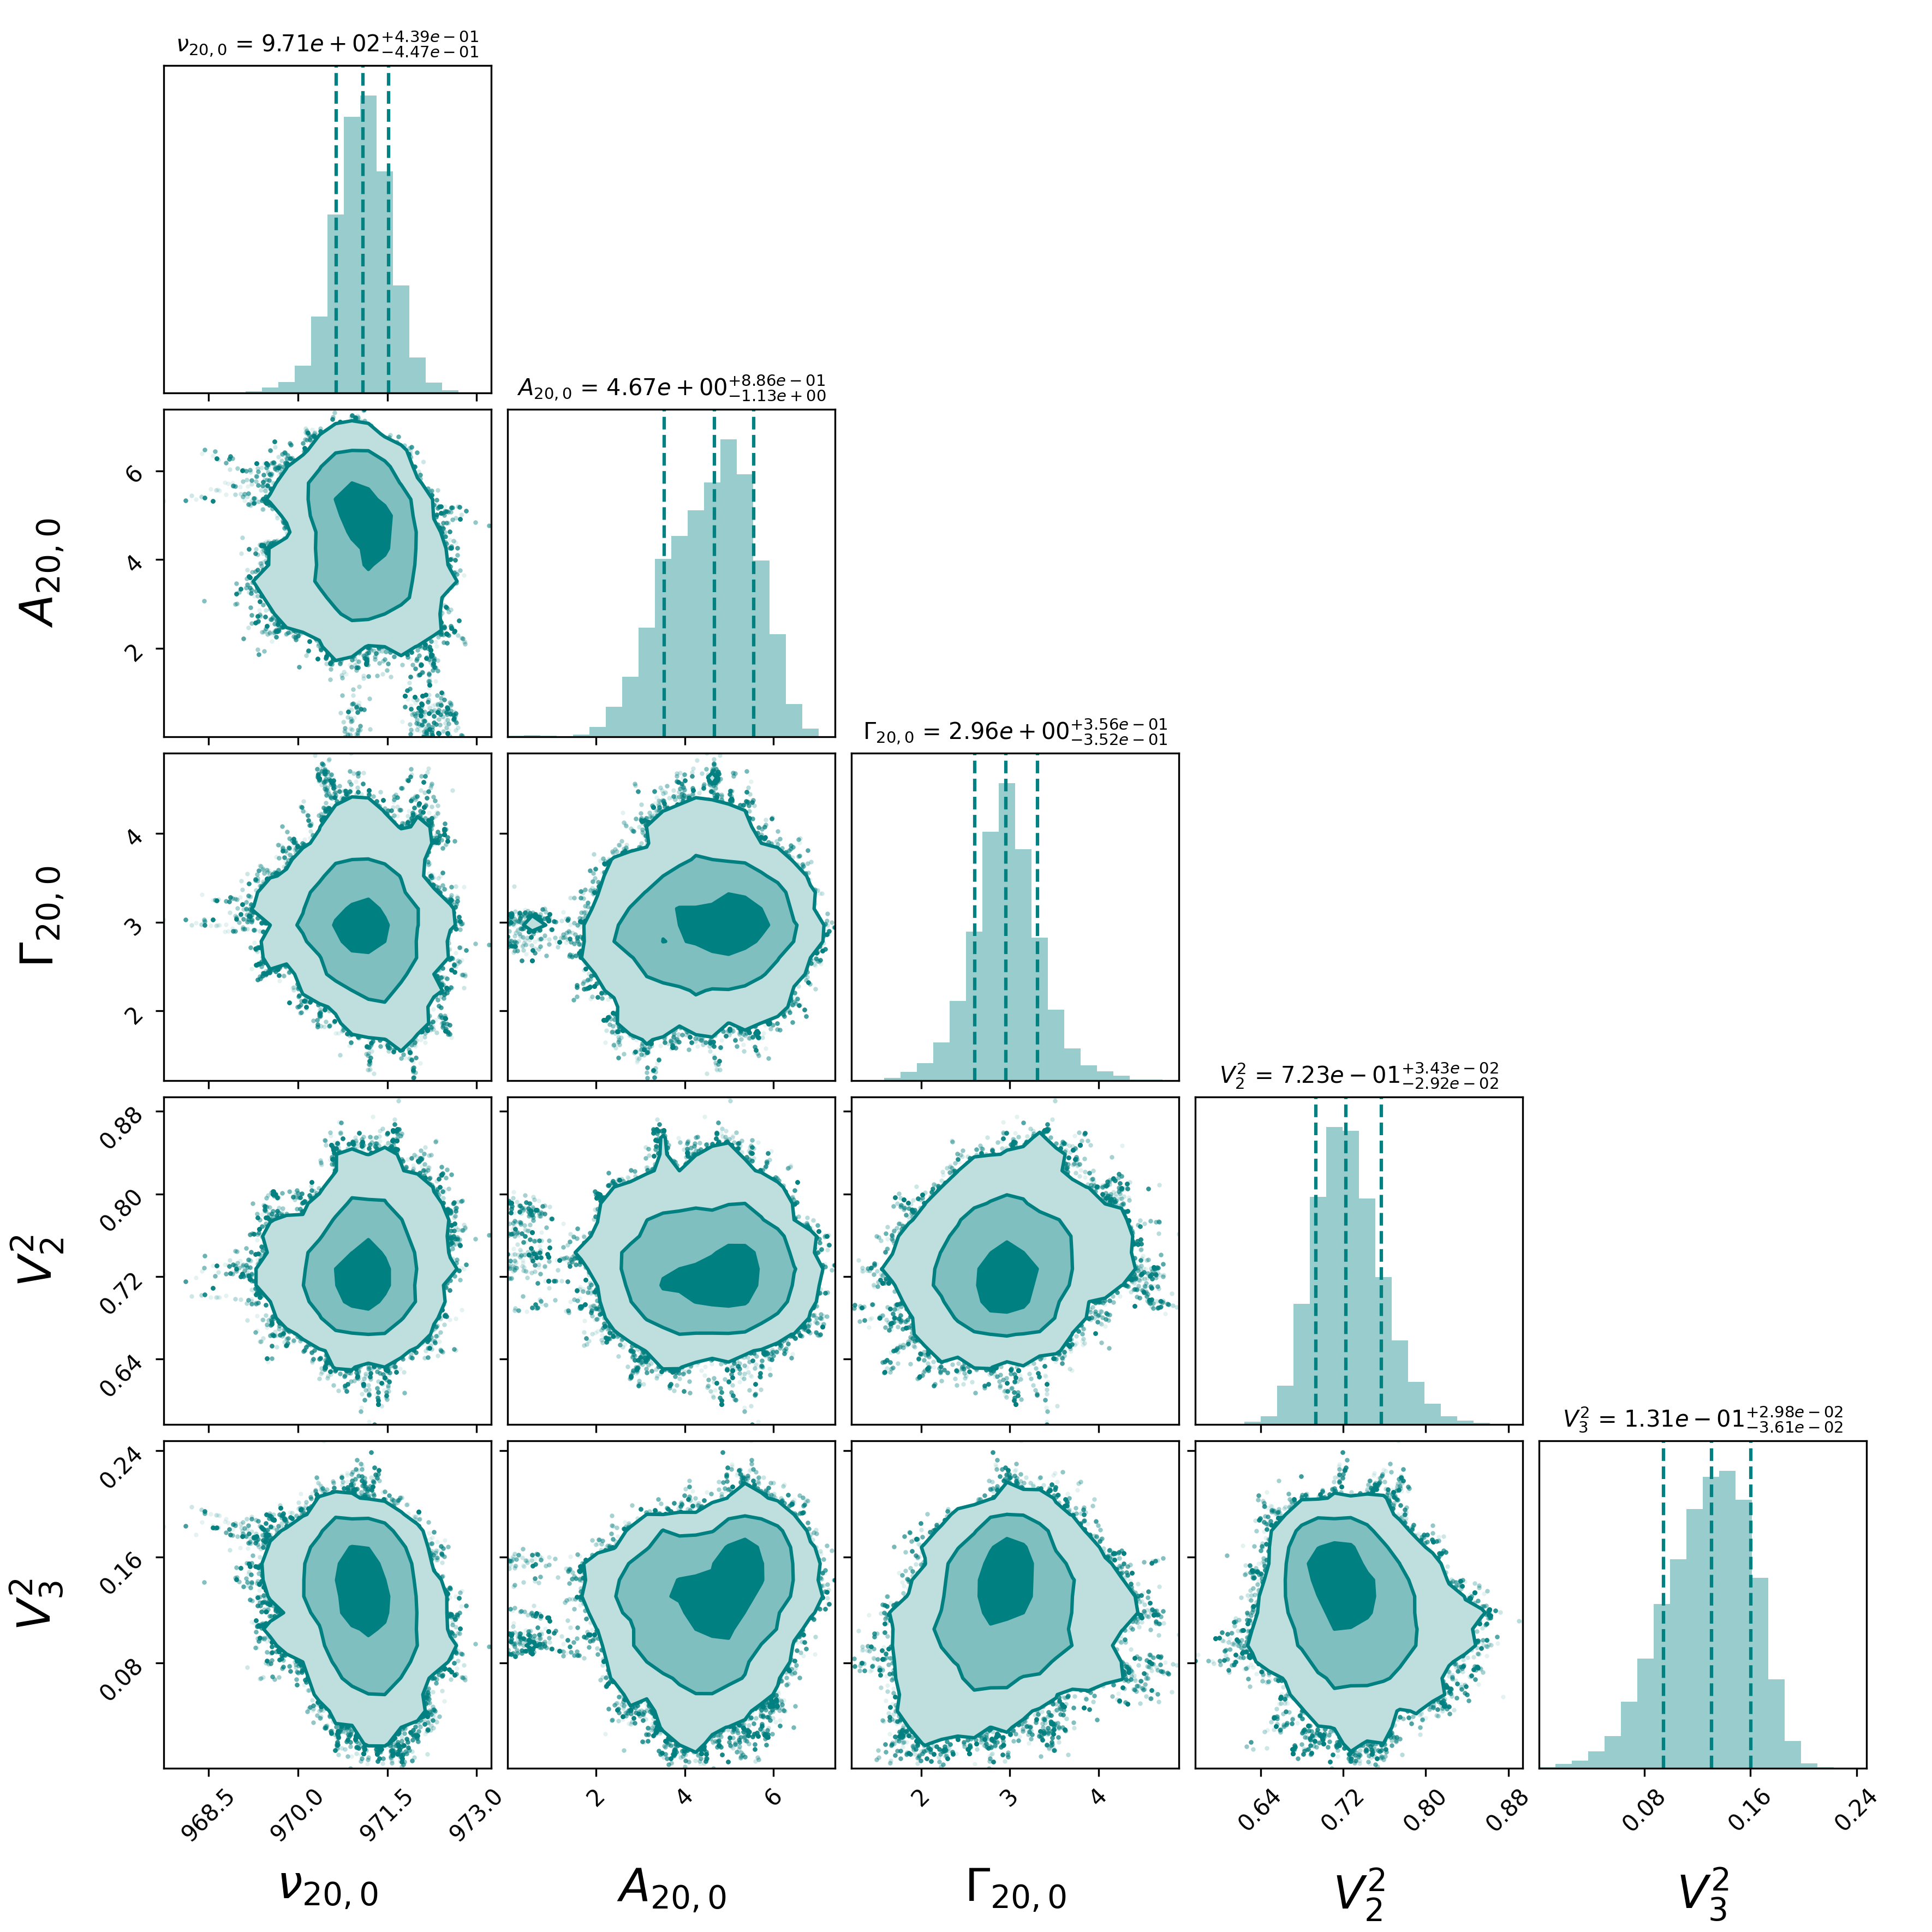 ν20,0 = 9.71e + 02 +4.39e − 01 −4.47e − 01
A20,0 = 4.67e + 00 +8.86e − 01 −1.13e + 00
6
4
2
A20,0
Γ20,0 = 2.96e + 00 +3.56e − 01 −3.52e − 01
4
3
2
Γ20,0
V₂² = 7.23e − 01 +3.43e − 02 −2.92e − 02
0.88
0.80
0.72
0.64
V₂²
V₃² = 1.31e − 01 +2.98e − 02 −3.61e − 02
0.24
0.16
0.08
V₃²
968.5 970.0 971.5 973.0 2 4 6 2 3 4 0.64 0.72 0.80 0.88 0.08 0.16 0.24
ν20,0 A20,0 Γ20,0 V₂² V₃²